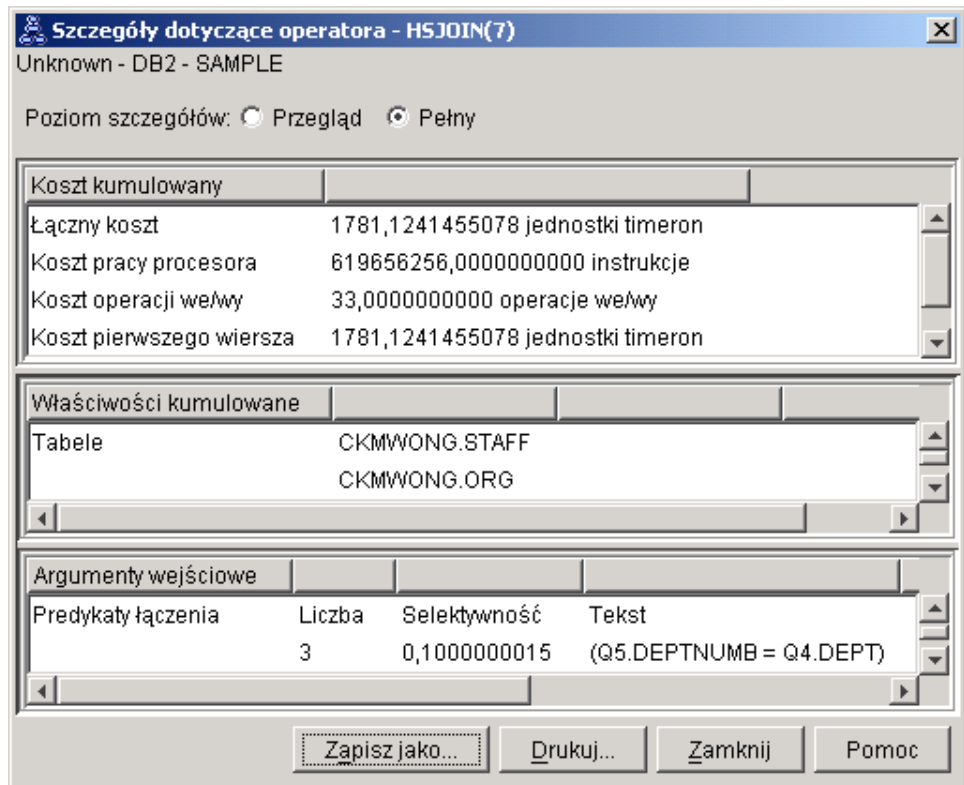 Szczegóły dotyczące operatora - HSJOIN(7)
Unknown - DB2 - SAMPLE
Poziom szczegółów: Przegląd Pełny
Koszt kumulowany
Łączny koszt 1781,1241455078 jednostki timeron
Koszt pracy procesora 619656256,0000000000 instrukcje
Koszt operacji we/wy 33,0000000000 operacje we/wy
Koszt pierwszego wiersza 1781,1241455078 jednostki timeron
Właściwości kumulowane
Tabele CKMWONG.STAFF
CKMWONG.ORG
Argumenty wejściowe
Predykaty łączenia Liczba Selektywność Tekst
3 0,1000000015 (Q5.DEPTNUMB = Q4.DEPT)
Zapisz jako... Drukuj... Zamknij Pomoc